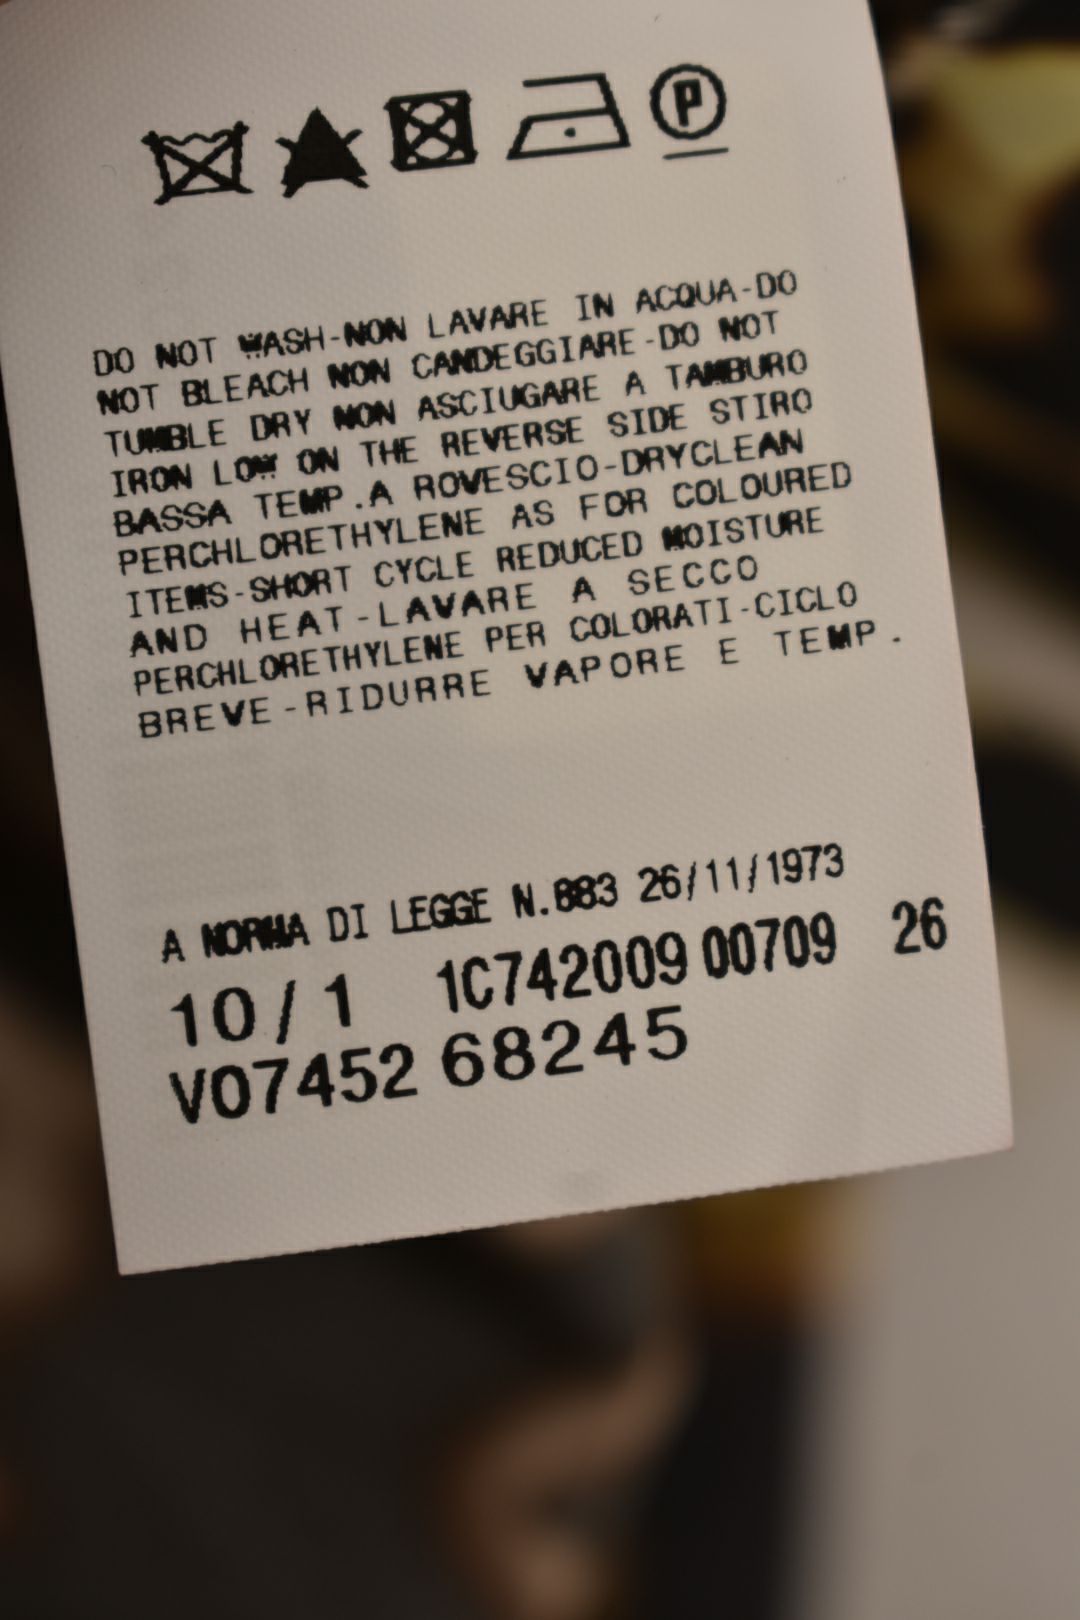 P
DO NOT WASH-NON LAVARE IN ACQUA-DO
NOT BLEACH NON CANDEGGIARE-DO NOT
TUMBLE DRY NON ASCIUGARE A TAMBURO
IRON LOW ON THE REVERSE SIDE STIRO
BASSA TEMP.A ROVESCIO-DRYCLEAN
PERCHLORETHYLENE AS FOR COLOURED
ITEMS-SHORT CYCLE REDUCED MOISTURE
AND HEAT-LAVARE A SECCO
PERCHLORETHYLENE PER COLORATI-CICLO
BREVE-RIDURRE VAPORE E TEMP.
A NORMA DI LEGGE N.883 26/11/1973
10/1 1C742009 00709 26
V07452 68245